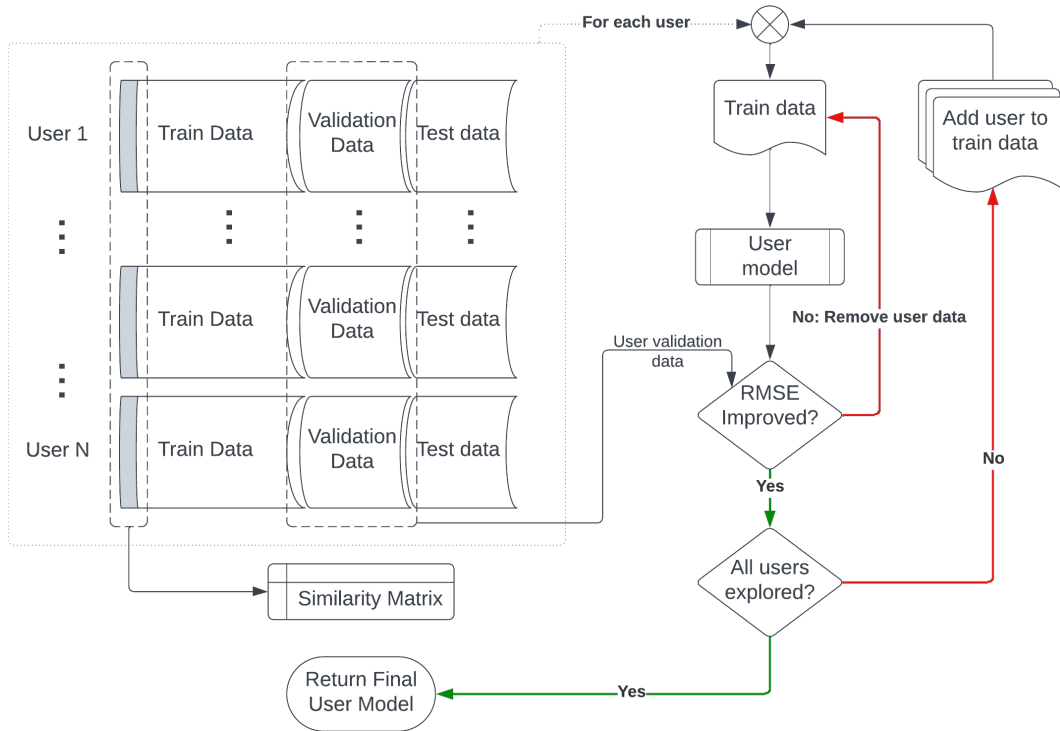 For each user
User 1
Train Data
Validation
Data
Test data
Train data
Add user to
train data
User
model
Train Data
Validation
Data
Test data
No: Remove user data
User validation
data
RMSE
Improved?
User N
Train Data
Validation
Data
Test data
No
Yes
All users
explored?
Similarity Matrix
Return Final
User Model
Yes